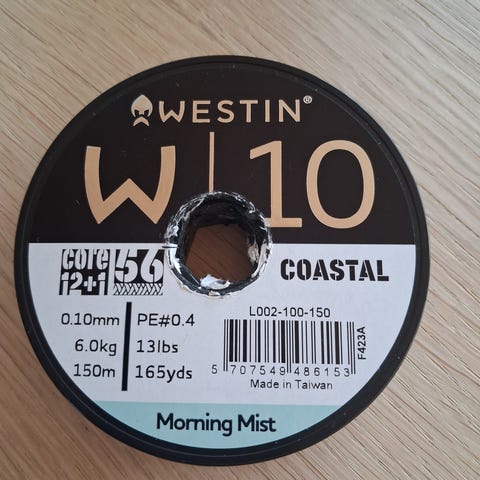 WESTIN®
W|10
core 12+1 56
COASTAL
0.10mm PE#0.4
6.0kg 13lbs
150m 165yds
L002-100-150
5 707549 486153
F423A
Made in Taiwan
Morning Mist